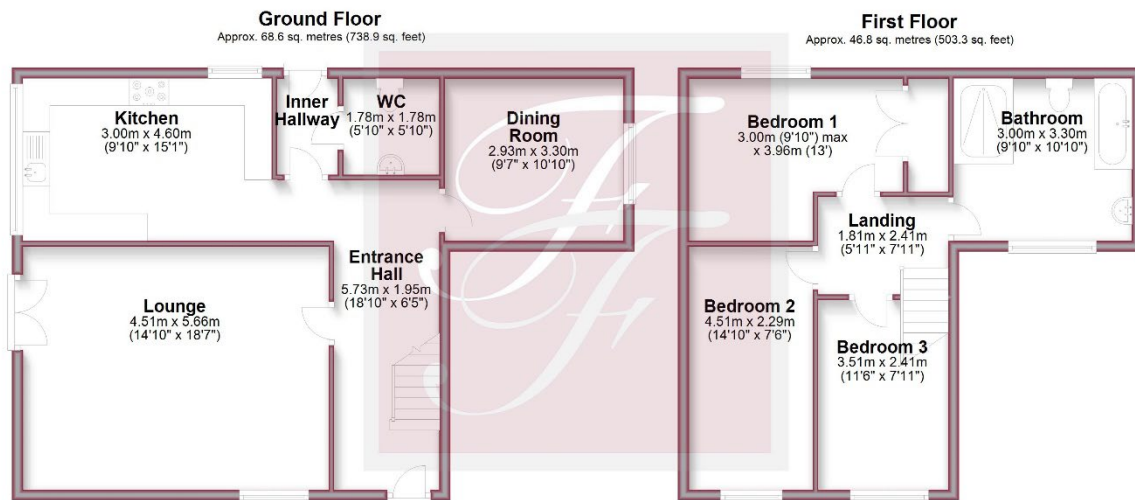 Ground Floor
Approx. 68.6 sq. metres (738.9 sq. feet)
Kitchen
3.00m x 4.60m
(9'10" x 15'1")
Inner
Hallway
WC
1.78m x 1.78m
(5'10" x 5'10")
Dining
Room
2.93m x 3.30m
(9'7" x 10'10")
Entrance
Hall
5.73m x 1.95m
(18'10" x 6'5")
Lounge
4.51m x 5.66m
(14'10" x 18'7")
First Floor
Approx. 46.8 sq. metres (503.3 sq. feet)
Bedroom 1
3.00m (9'10") max
x 3.96m (13')
Bathroom
3.00m x 3.30m
(9'10" x 10'10")
Landing
1.81m x 2.41m
(5'11" x 7'11")
Bedroom 2
4.51m x 2.29m
(14'10" x 7'6")
Bedroom 3
3.51m x 2.41m
(11'6" x 7'11")
FF